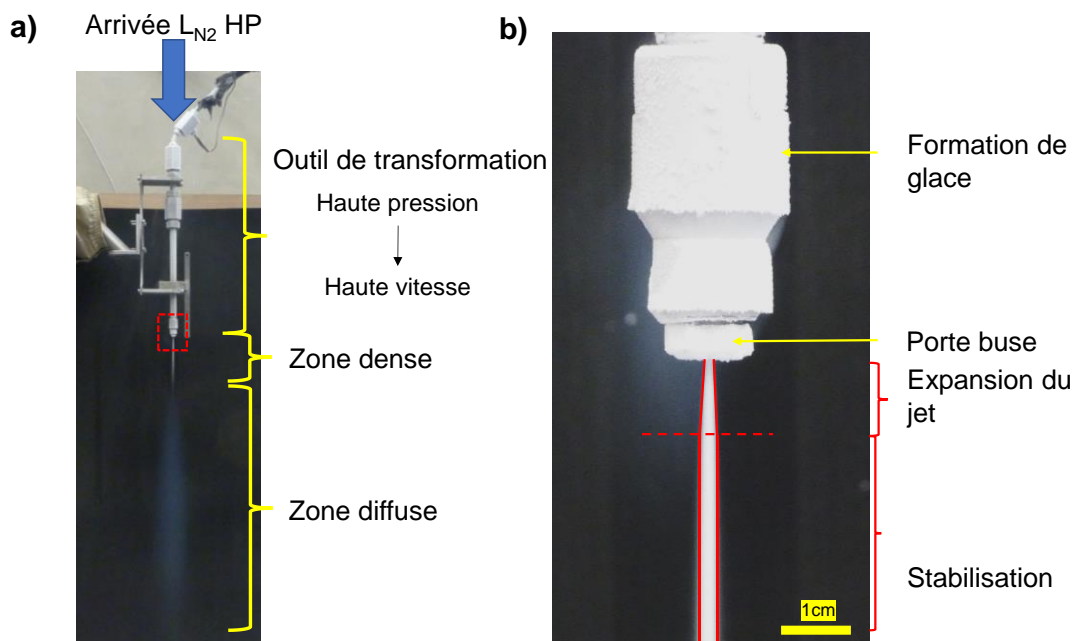 a)
Arrivée L_N2 HP
Outil de transformation
Haute pression
Haute vitesse
Zone dense
Zone diffuse
b)
Formation de
glace
Porte buse
Expansion du
jet
Stabilisation
1cm